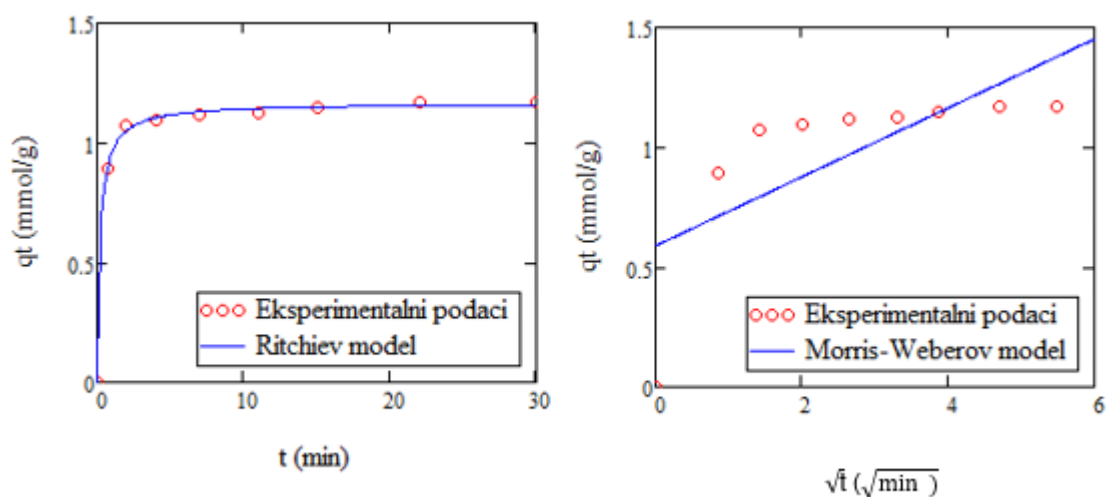 1.5
1
0.5
0
qt (mmol/g)
Eksperimentalni podaci
Ritchiev model
0 10 20 30
t (min)
1.5
1
0.5
0
qt (mmol/g)
Eksperimentalni podaci
Morris-Weberov model
0 2 4 6
√t (√min )